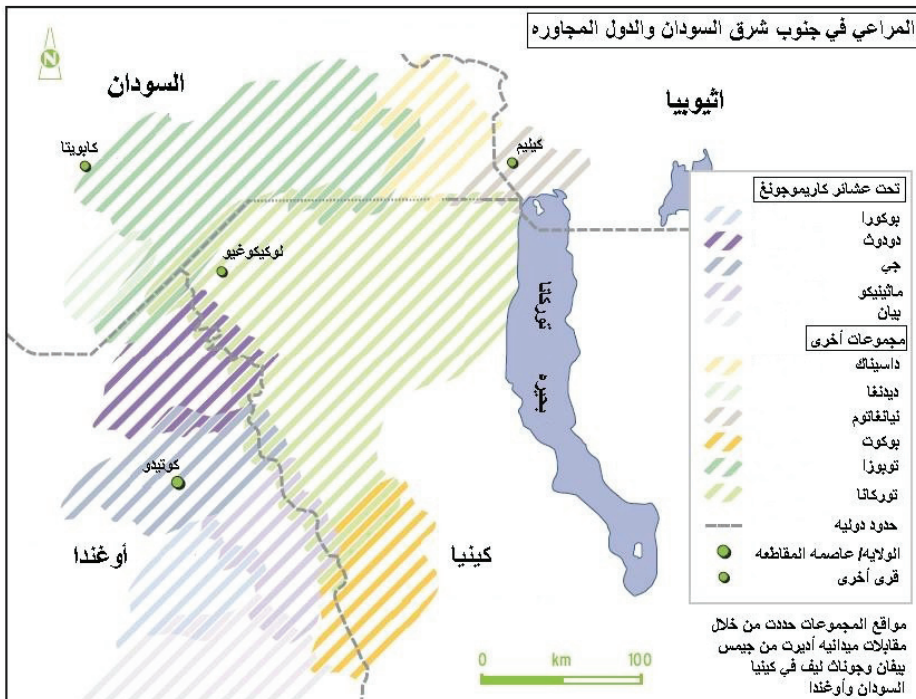 المراعي في جنوب شرق السودان والدول المجاوره
N
السودان
اثيوبيا
كابويتا
كيليم
لوكيكوغيو
توركانا
بحيرة
كوتيدو
أوغندا
كينيا
تحت عشائر كاريموجونغ
بوكورا
دودوث
جي
ماثينيكو
بيان
مجموعات أخرى
داسيناك
ديدنغا
نيانغاتوم
بوكوت
توبوزا
توركانا
حدود دوليه
الولايه/ عاصمه المقاطعه
قرى أخرى
0 km 100
مواقع المجموعات حددت من خلال
مقابلات ميدانيه أديرت من جيمس
بيفان وجوناث ليف في كينيا
السودان وأوغندا